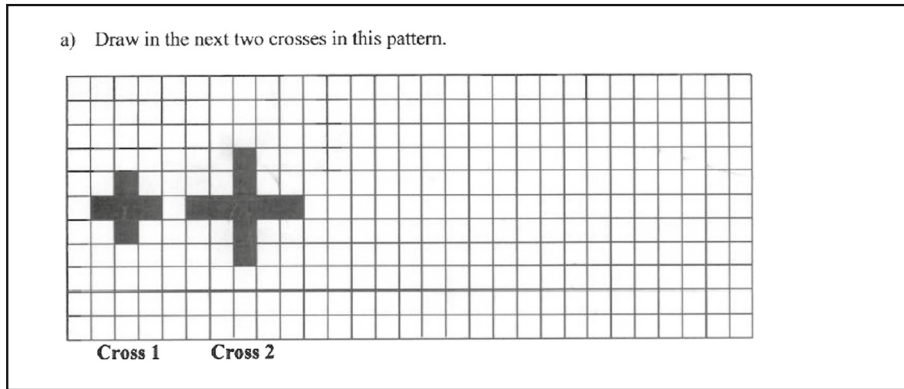 a) Draw in the next two crosses in this pattern.
Cross 1 Cross 2